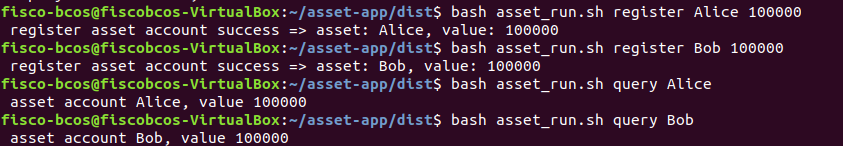 fisco-bcos@fiscobcos-VirtualBox:~/asset-app/dist$ bash asset_run.sh register Alice 100000
register asset account success => asset: Alice, value: 100000
fisco-bcos@fiscobcos-VirtualBox:~/asset-app/dist$ bash asset_run.sh register Bob 100000
register asset account success => asset: Bob, value: 100000
fisco-bcos@fiscobcos-VirtualBox:~/asset-app/dist$ bash asset_run.sh query Alice
asset account Alice, value 100000
fisco-bcos@fiscobcos-VirtualBox:~/asset-app/dist$ bash asset_run.sh query Bob
asset account Bob, value 100000